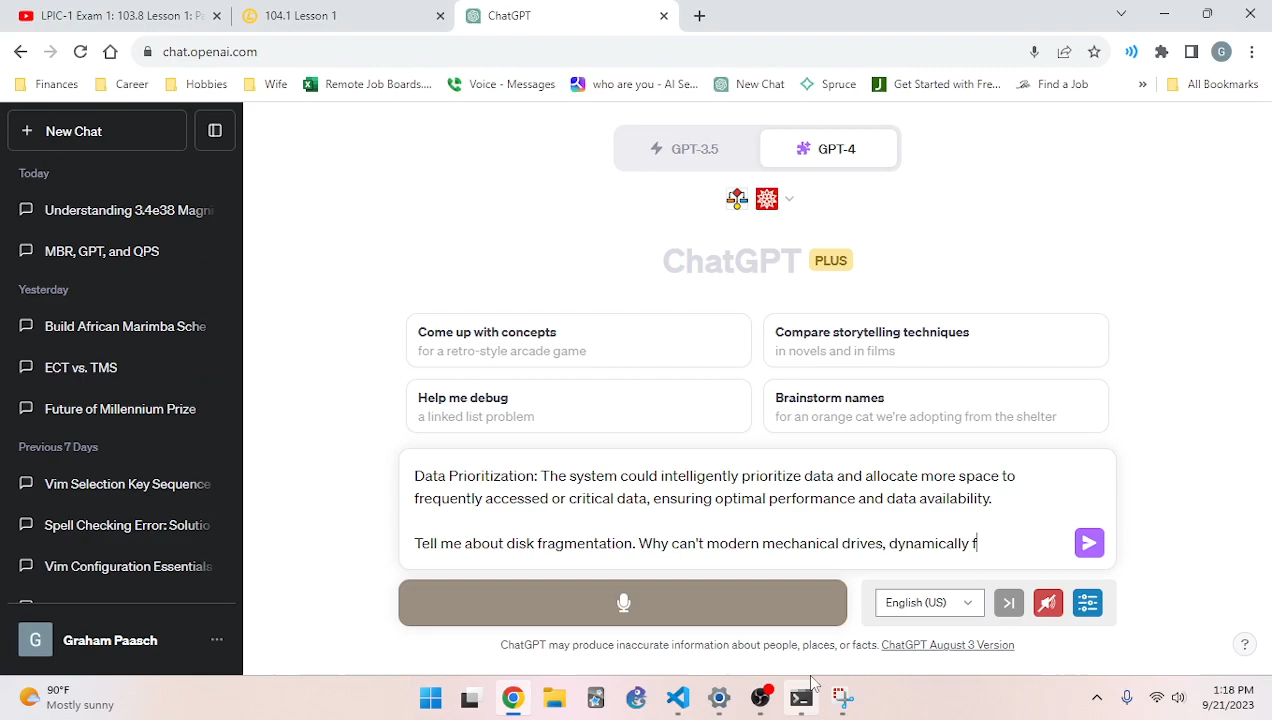 LPIC-1 Exam 1: 103.8 Lesson 1: Pa
104.1 Lesson 1
ChatGPT
chat.openai.com
G
Finances
Career
Hobbies
Wife
Remote Job Boards....
Voice - Messages
who are you - AI Se...
New Chat
Spruce
Get Started with Fre...
Find a Job
»
All Bookmarks
New Chat
Today
Understanding 3.4e38 Magni
MBR, GPT, and QPS
Yesterday
Build African Marimba Sche
ECT vs. TMS
Future of Millennium Prize
Previous 7 Days
Vim Selection Key Sequence
Spell Checking Error: Solutio
Vim Configuration Essentials
G
Graham Paasch
GPT-3.5
GPT-4
ChatGPT PLUS
Come up with concepts
for a retro-style arcade game
Compare storytelling techniques
in novels and in films
Help me debug
a linked list problem
Brainstorm names
for an orange cat we're adopting from the shelter
Data Prioritization: The system could intelligently prioritize data and allocate more space to
frequently accessed or critical data, ensuring optimal performance and data availability.
Tell me about disk fragmentation. Why can't modern mechanical drives, dynamically f
English (US)
ChatGPT may produce inaccurate information about people, places, or facts. ChatGPT August 3 Version
?
90°F
Mostly sunny
1:18 PM
9/21/2023